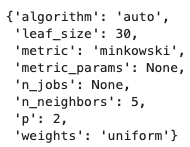 {'algorithm': 'auto',
'leaf_size': 30,
'metric': 'minkowski',
'metric_params': None,
'n_jobs': None,
'n_neighbors': 5,
'p': 2,
'weights': 'uniform'}